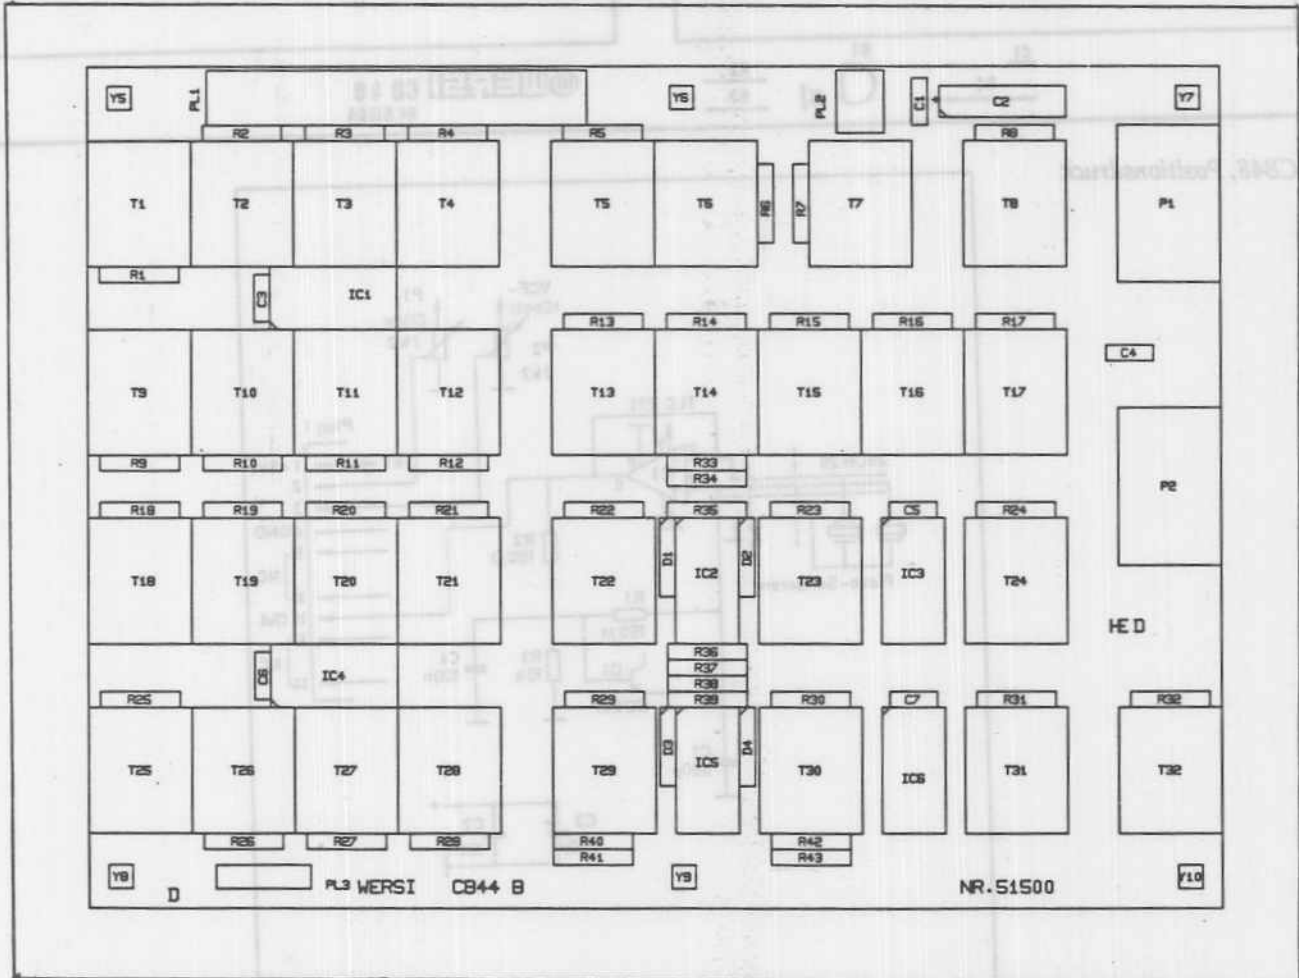 Y5 PL1 Y6 PL2 C1 + C2 Y7
R2 R3 R4 R5 R8
T1 T2 T3 T4 T5 T6 R6 R7 T7 T8 P1
R1 C3 IC1
R13 R14 R15 R16 R17
C4
T9 T10 T11 T12 T13 T14 T15 T16 T17
R9 R10 R11 R12 R33
R34
P2
R18 R19 R20 R21 R22 R35 R23 C5 R24
T18 T19 T20 T21 T22 D1 IC2 D2 T23 IC3 T24
HED
R36
R37
C6 IC4 R38
R25 R29 R39 R30 C7 R31 R32
T25 T26 T27 T28 T29 D3 IC5 D4 T30 IC6 T31 T32
R26 R27 R28 R40 R42
R41 R43
Y8 Y9 Y10
D PL3 WERSI CB44 B NR.51500